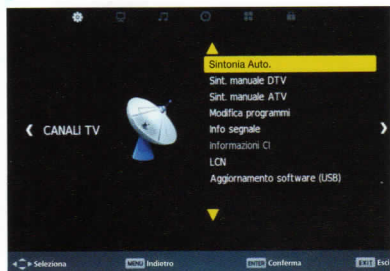 Sintonia Auto.
Sint. manuale DTV
Sint. manuale ATV
Modifica programmi
Info segnale
Informazioni CI
LCN
Aggiornamento software (USB)
CANALI TV
Seleziona MENU Indietro ENTER Conferma EXIT Esci